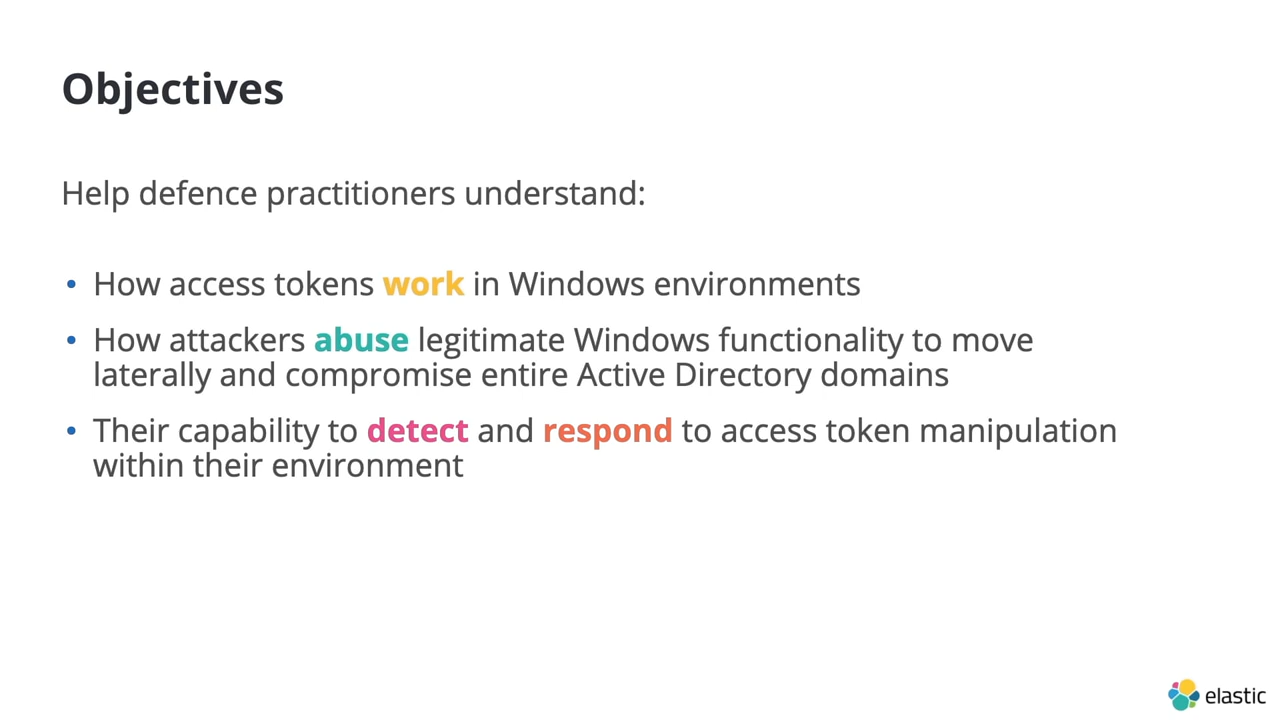 Objectives
Help defence practitioners understand:
• How access tokens work in Windows environments
• How attackers abuse legitimate Windows functionality to move
laterally and compromise entire Active Directory domains
• Their capability to detect and respond to access token manipulation
within their environment
elastic